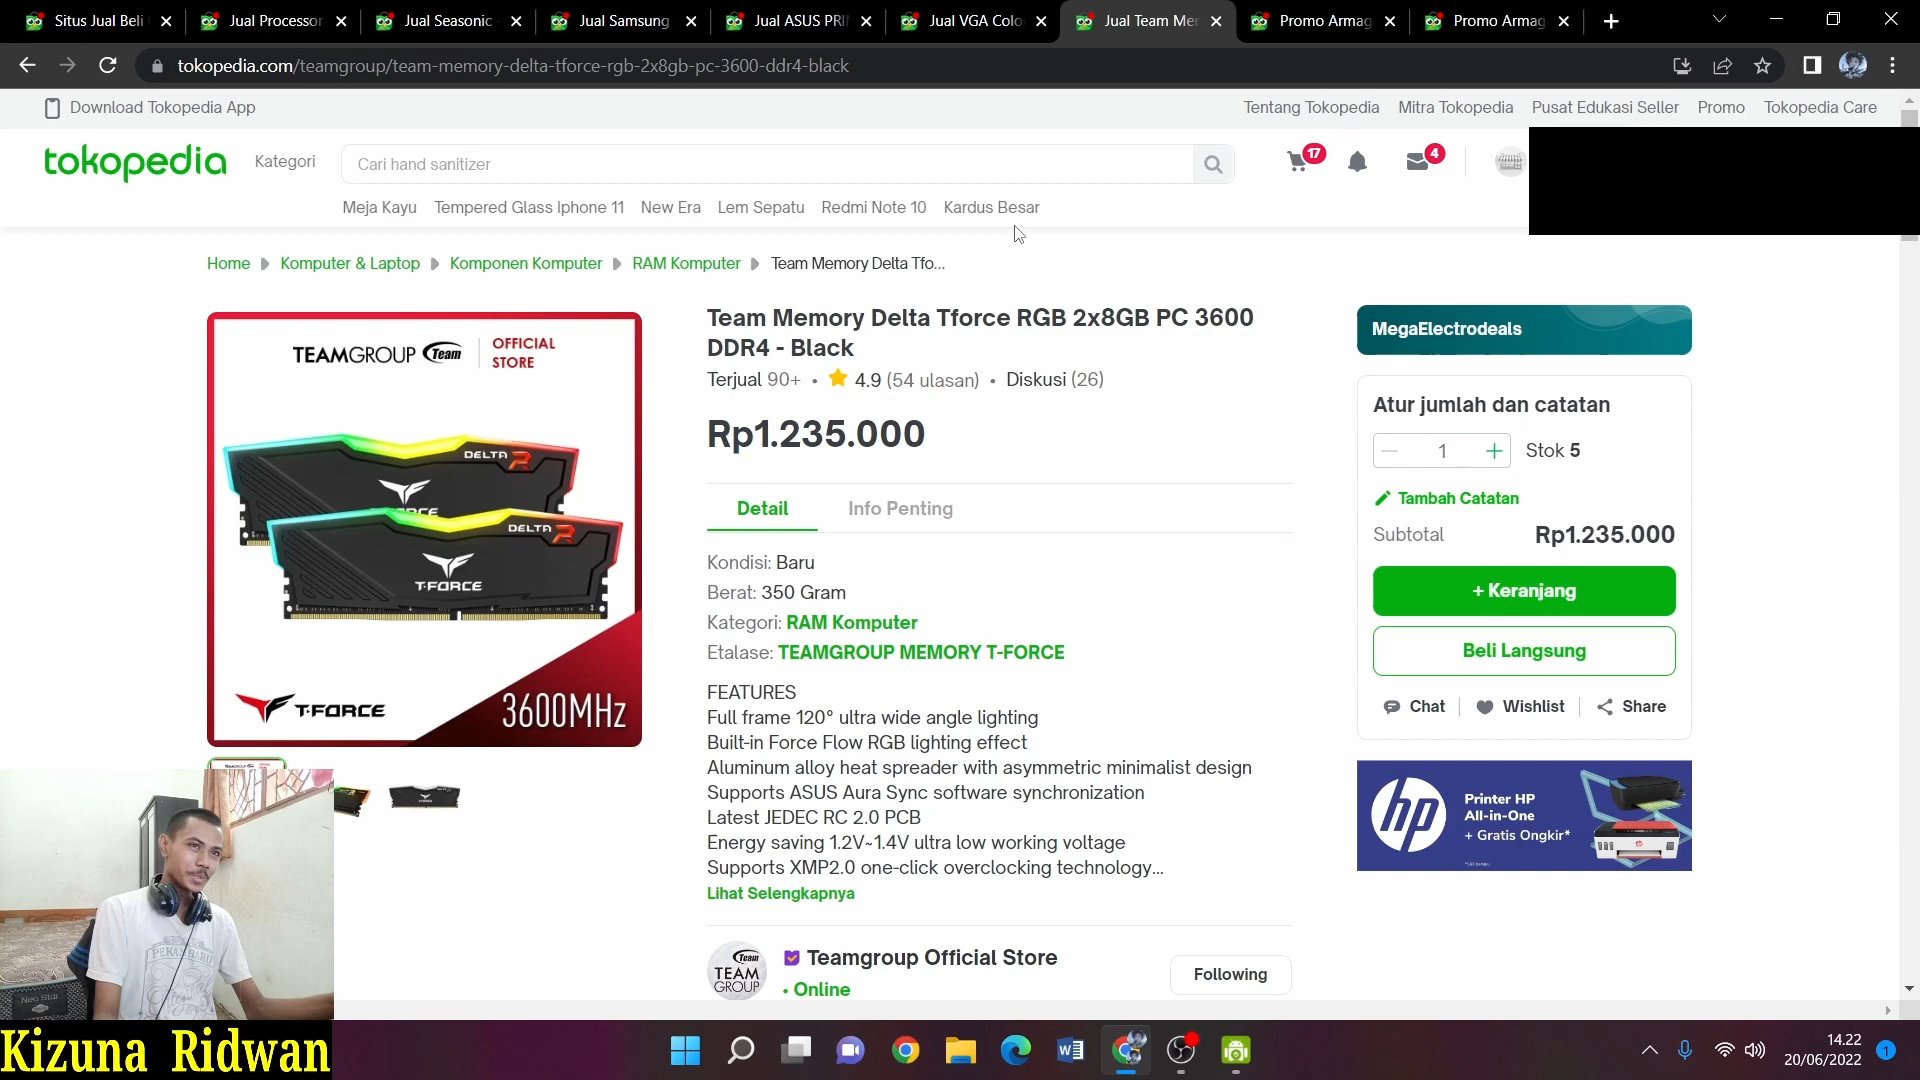 Situs Jual Beli
Jual Processor
Jual Seasonic
Jual Samsung
Jual ASUS PRI
Jual VGA Colo
Jual Team Mer
Promo Armag
Promo Armag
tokopedia.com/teamgroup/team-memory-delta-tforce-rgb-2x8gb-pc-3600-ddr4-black
Download Tokopedia App
Tentang Tokopedia
Mitra Tokopedia
Pusat Edukasi Seller
Promo
Tokopedia Care
tokopedia
Kategori
Cari hand sanitizer
17
4
Meja Kayu
Tempered Glass Iphone 11
New Era
Lem Sepatu
Redmi Note 10
Kardus Besar
Home
Komputer & Laptop
Komponen Komputer
RAM Komputer
Team Memory Delta Tfo...
TEAMGROUP Team
OFFICIAL
STORE
DELTA R
DELTA R
T-FORCE
T-FORCE
3600MHz
Team Memory Delta Tforce RGB 2x8GB PC 3600
DDR4 - Black
Terjual 90+ • 4.9 (54 ulasan) • Diskusi (26)
Rp1.235.000
Detail
Info Penting
Kondisi: Baru
Berat: 350 Gram
Kategori: RAM Komputer
Etalase: TEAMGROUP MEMORY T-FORCE
FEATURES
Full frame 120° ultra wide angle lighting
Built-in Force Flow RGB lighting effect
Aluminum alloy heat spreader with asymmetric minimalist design
Supports ASUS Aura Sync software synchronization
Latest JEDEC RC 2.0 PCB
Energy saving 1.2V~1.4V ultra low working voltage
Supports XMP2.0 one-click overclocking technology...
Lihat Selengkapnya
Team
TEAM
GROUP
Teamgroup Official Store
• Online
Following
MegaElectrodeals
Atur jumlah dan catatan
1
Stok 5
Tambah Catatan
Subtotal
Rp1.235.000
+ Keranjang
Beli Langsung
Chat
Wishlist
Share
hp
Printer HP
All-in-One
+ Gratis Ongkir*
PEKANBARU
Neo Star
Kizuna Ridwan
14.22
20/06/2022
1